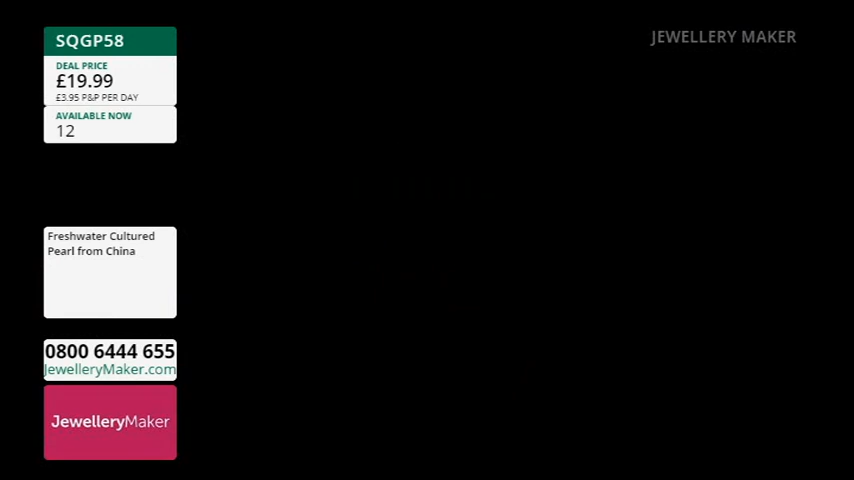 SQGP58
DEAL PRICE
£19.99
£3.95 P&P PER DAY
AVAILABLE NOW
12
Freshwater Cultured
Pearl from China
0800 6444 655
JewelleryMaker.com
JewelleryMaker
JEWELLERY MAKER